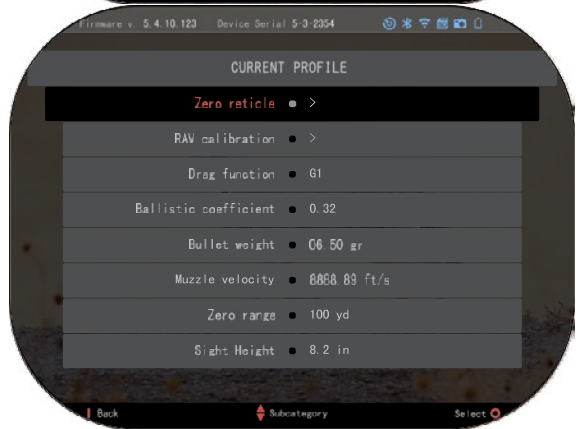 Firmware v. 5.4.10.123 Device Serial 5-3-2354
CURRENT PROFILE
Zero reticle >
RAV calibration >
Drag function G1
Ballistic coefficient 0.32
Bullet weight 06.50 gr
Muzzle velocity 8888.89 ft/s
Zero range 100 yd
Sight Height 8.2 in
Back Subcategory Select